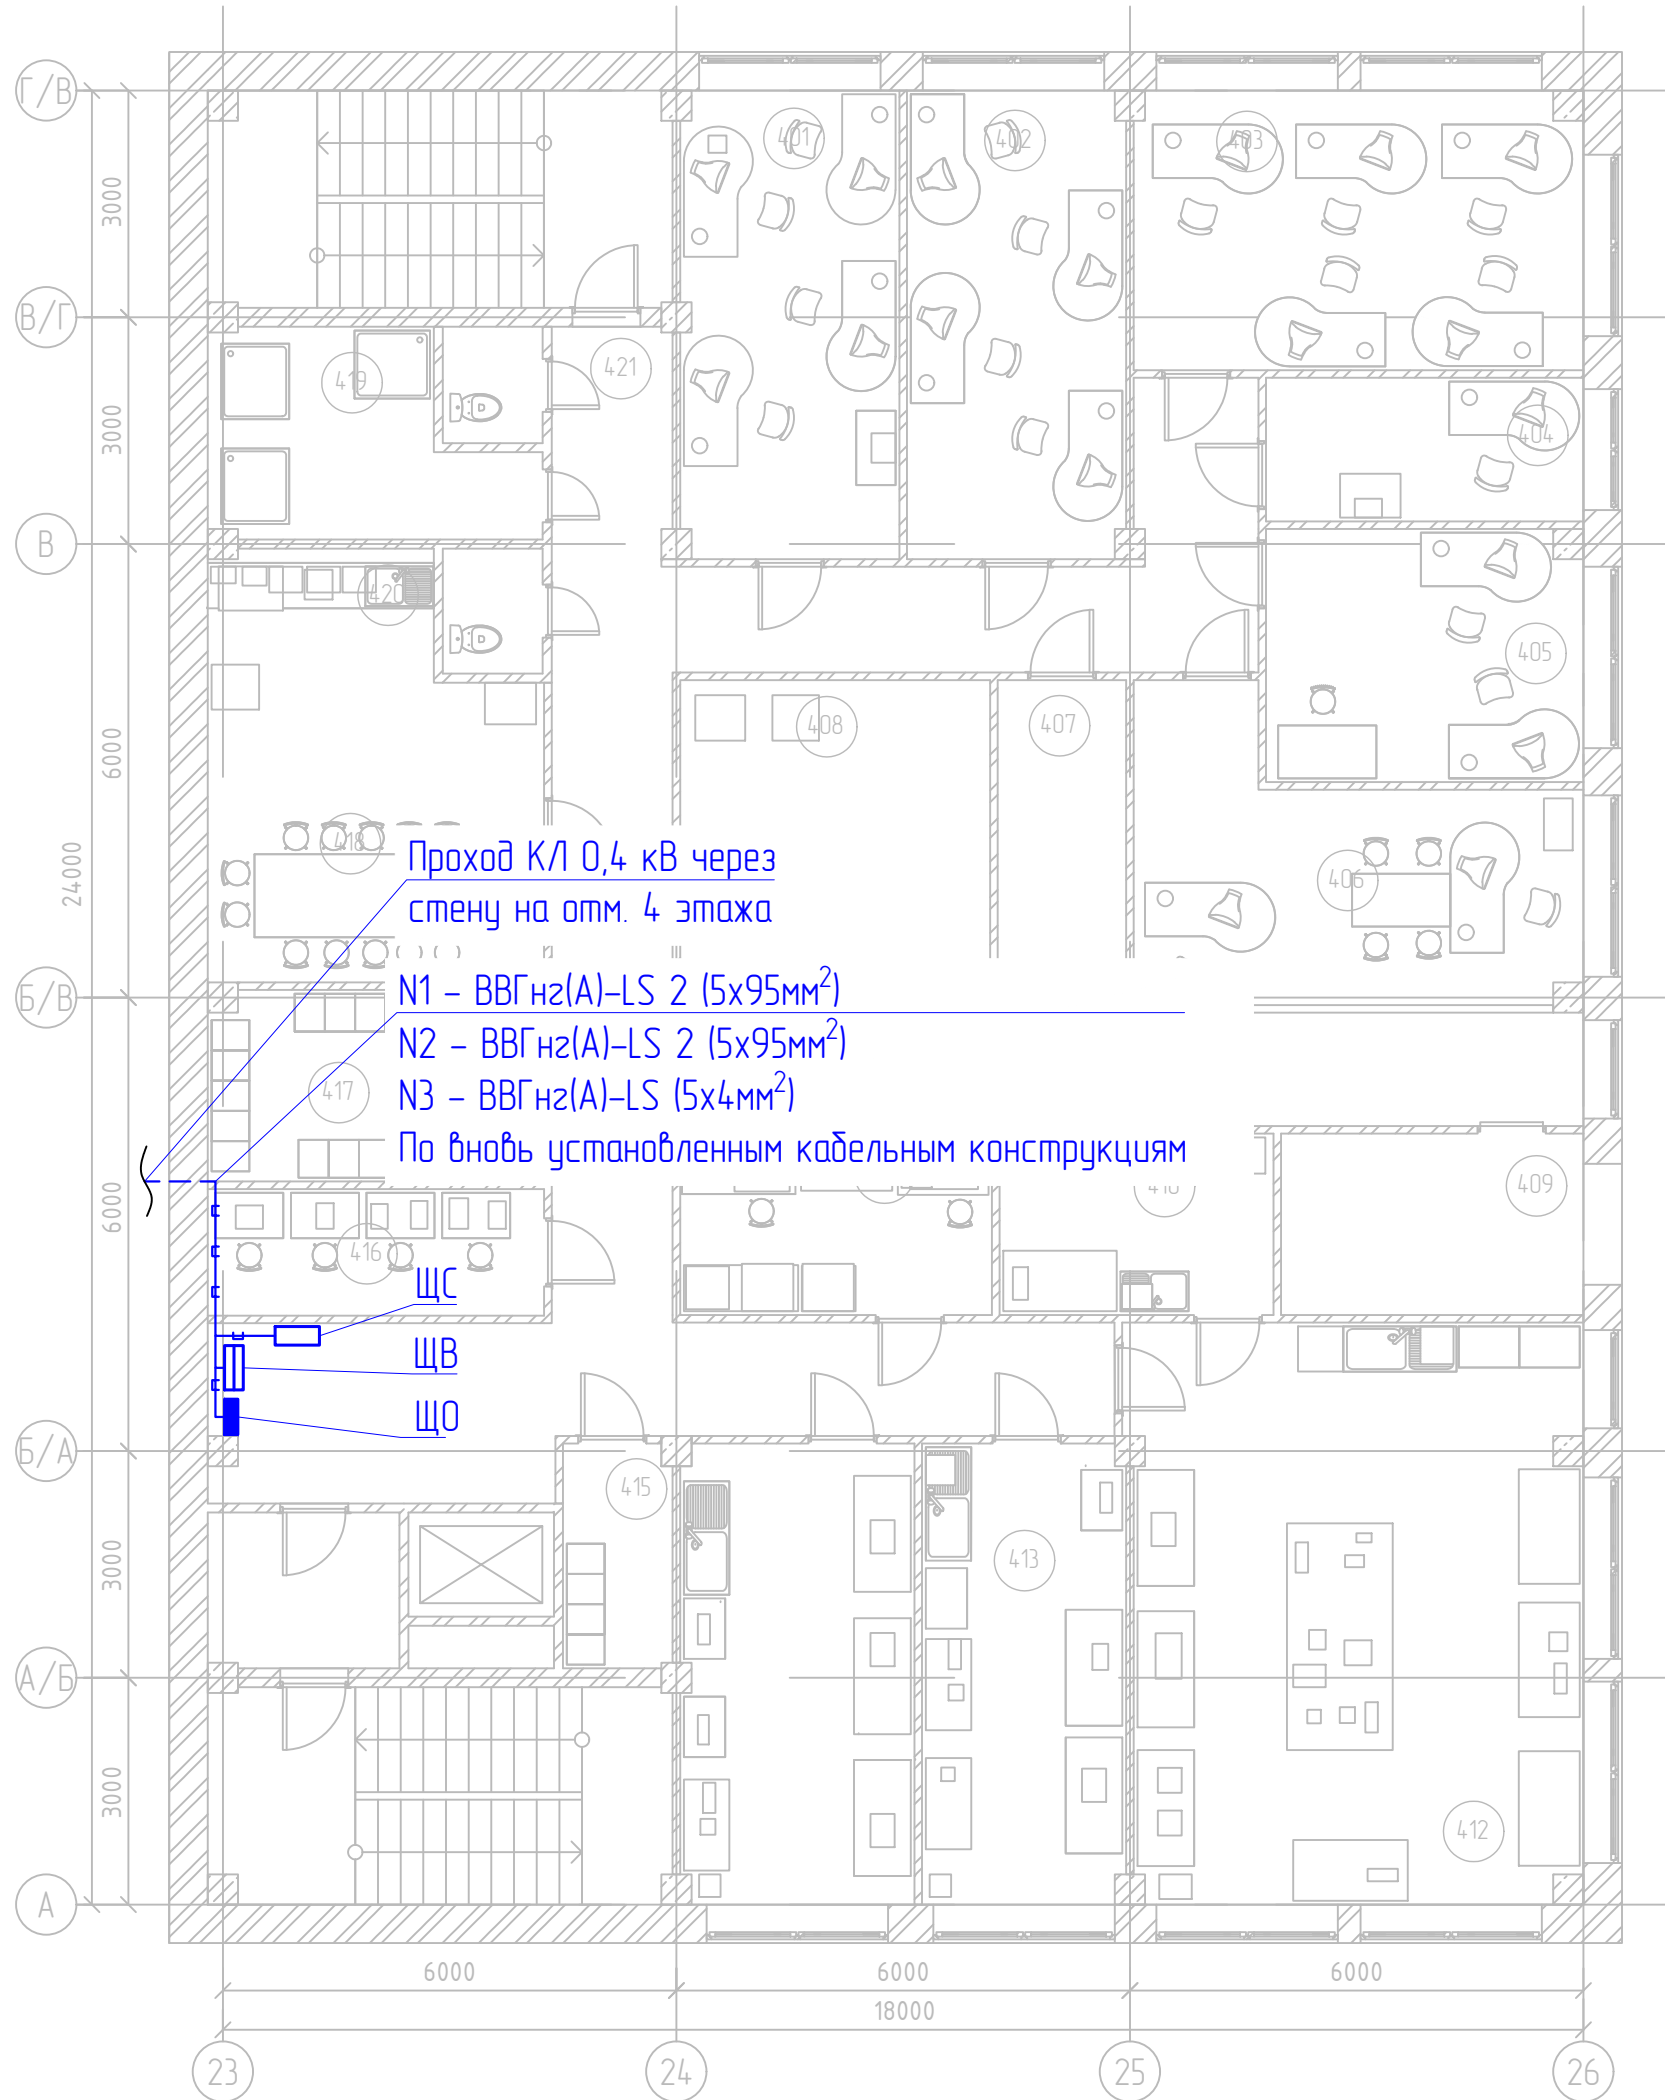 Г/В
401
402
403
3000
В/Г
419
421
3000
404
В
420
405
6000
408
407
24000
418
Проход КЛ 0,4 кВ через
стену на отм. 4 этажа
406
Б/В
N1 – ВВГнг(А)–LS 2 (5х95мм²)
N2 – ВВГнг(А)–LS 2 (5х95мм²)
417
N3 – ВВГнг(А)–LS (5х4мм²)
По вновь установленным кабельным конструкциям
6000
410
409
416
ЩС
ЩВ
ЩО
Б/А
415
3000
413
А/Б
3000
412
А
6000
6000
6000
18000
23
24
25
26